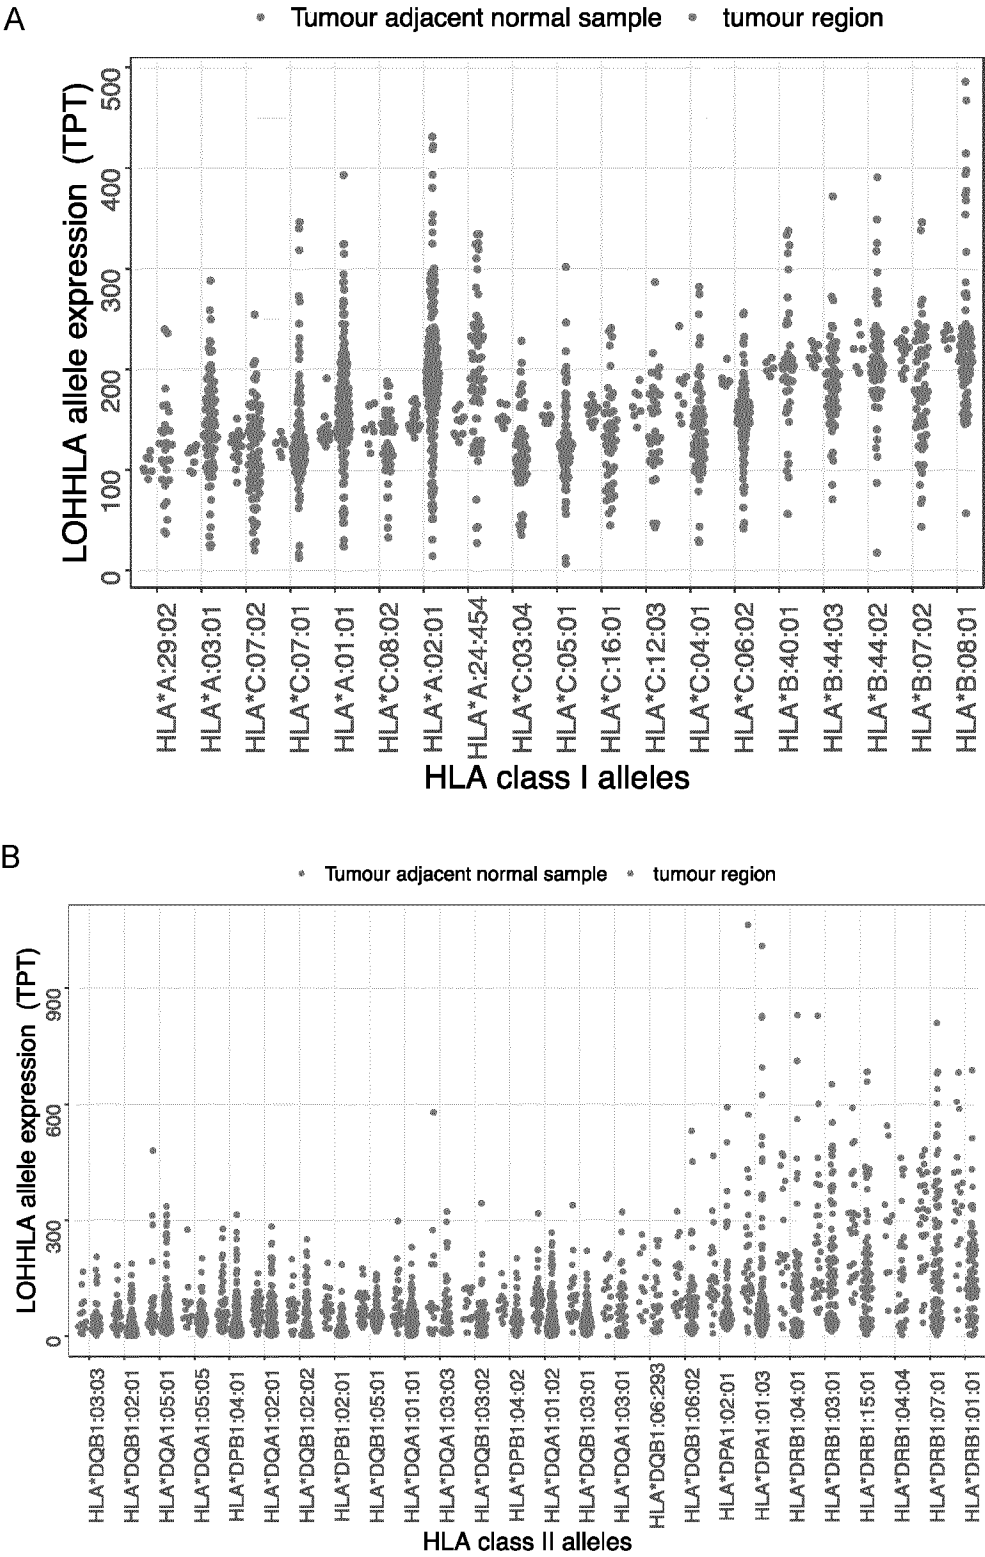 A
Tumour adjacent normal sample
tumour region
LOHHLA allele expression (TPT)
500
400
300
200
100
0
HLA*A:29:02
HLA*A:03:01
HLA*C:07:02
HLA*C:07:01
HLA*A:01:01
HLA*C:08:02
HLA*A:02:01
HLA*A:24:454
HLA*C:03:04
HLA*C:05:01
HLA*C:16:01
HLA*C:12:03
HLA*C:04:01
HLA*C:06:02
HLA*B:40:01
HLA*B:44:03
HLA*B:44:02
HLA*B:07:02
HLA*B:08:01
HLA class I alleles
B
Tumour adjacent normal sample
tumour region
LOHHLA allele expression (TPT)
900
600
300
0
HLA*DQB1:03:03
HLA*DQB1:02:01
HLA*DQA1:05:01
HLA*DQA1:05:05
HLA*DPB1:04:01
HLA*DQA1:02:01
HLA*DQB1:02:02
HLA*DPB1:02:01
HLA*DQB1:05:01
HLA*DQA1:01:01
HLA*DQA1:03:03
HLA*DQB1:03:02
HLA*DPB1:04:02
HLA*DQA1:01:02
HLA*DQB1:03:01
HLA*DQA1:03:01
HLA*DQB1:06:293
HLA*DQB1:06:02
HLA*DPA1:02:01
HLA*DPA1:01:03
HLA*DRB1:04:01
HLA*DRB1:03:01
HLA*DRB1:15:01
HLA*DRB1:04:04
HLA*DRB1:07:01
HLA*DRB1:01:01
HLA class II alleles